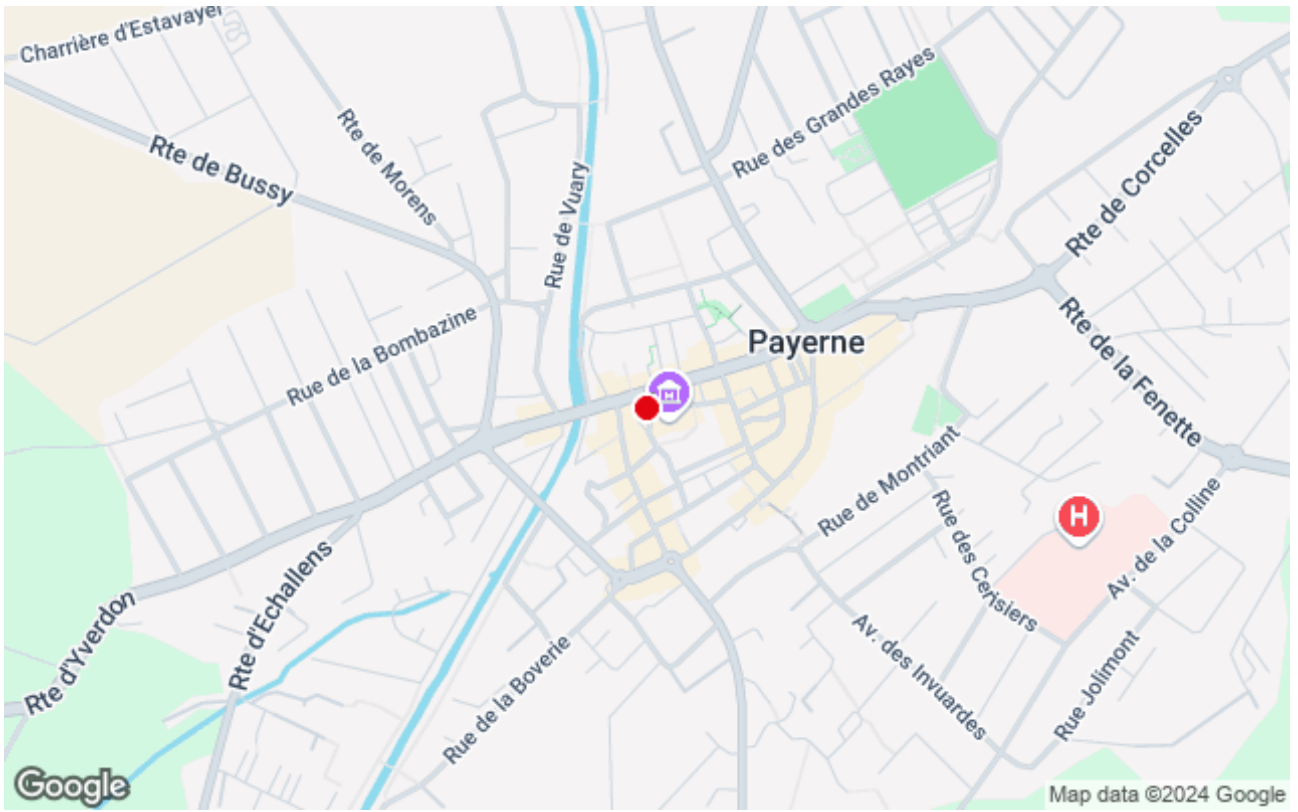 Charrière d'Estavayer
Rte de Bussy
Rte de Morens
Rue de Vuary
Rue des Grandes Rayes
Rte de Corcelles
Rue de la Bombazine
Payerne
Rte de la Fenette
H
Rue de Montriant
Rue des Cerisiers
H
Av. de la Colline
Rte d'Echallens
Rte d'Yverdon
Rue de la Boverie
Av. des Invuardes
Rue Jolimont
Google
Map data ©2024 Google